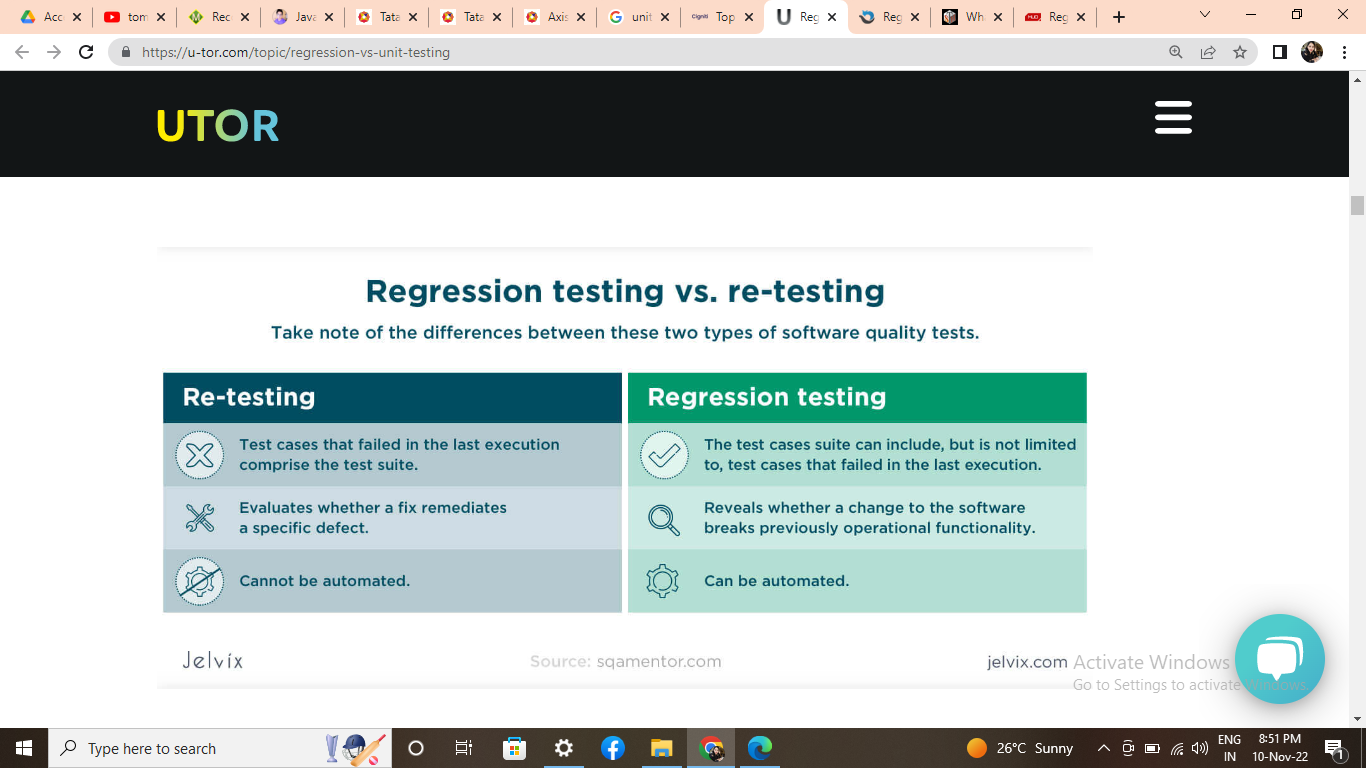 Acc
tom
Rec
Java
Tata
Tata
Axis
unit
Cigniti
Top
Reg
Reg
Wh
Reg
https://u-tor.com/topic/regression-vs-unit-testing
UTOR
Regression testing vs. re-testing
Take note of the differences between these two types of software quality tests.
Re-testing
Test cases that failed in the last execution
comprise the test suite.
Evaluates whether a fix remediates
a specific defect.
Cannot be automated.
Regression testing
The test cases suite can include, but is not limited
to, test cases that failed in the last execution.
Reveals whether a change to the software
breaks previously operational functionality.
Can be automated.
Jelvix
Source: sqamentor.com
jelvix.com
Activate Windows
Go to Settings to activate Windows.
Type here to search
26°C Sunny
ENG
IN
8:51 PM
10-Nov-22
1